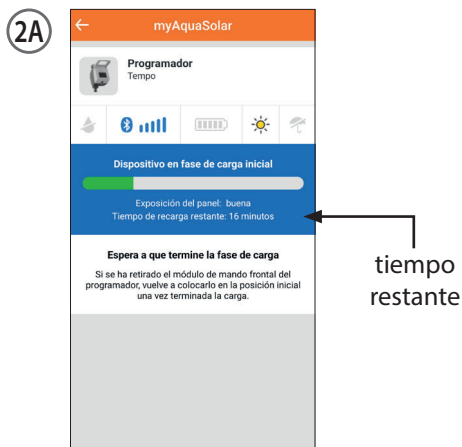 2A
myAquaSolar
Programador
Tempo
Dispositivo en fase de carga inicial
Exposición del panel: buena
Tiempo de recarga restante: 16 minutos
tiempo
restante
Espera a que termine la fase de carga
Si se ha retirado el módulo de mando frontal del
programador, vuelve a colocarlo en la posición inicial
una vez terminada la carga.